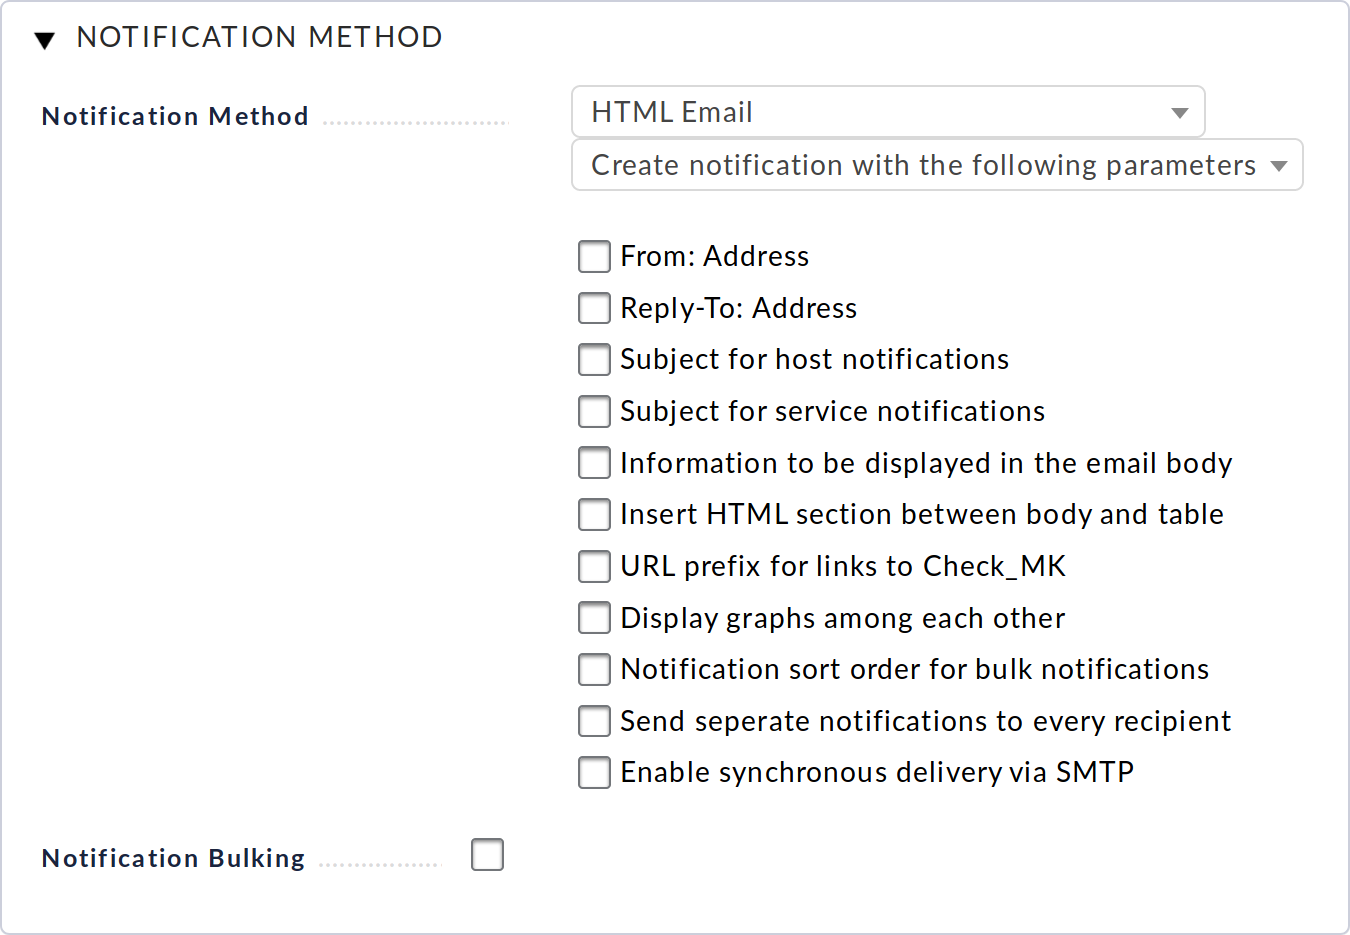 NOTIFICATION METHOD
Notification Method
HTML Email
Create notification with the following parameters
From: Address
Reply-To: Address
Subject for host notifications
Subject for service notifications
Information to be displayed in the email body
Insert HTML section between body and table
URL prefix for links to Check_MK
Display graphs among each other
Notification sort order for bulk notifications
Send seperate notifications to every recipient
Enable synchronous delivery via SMTP
Notification Bulking